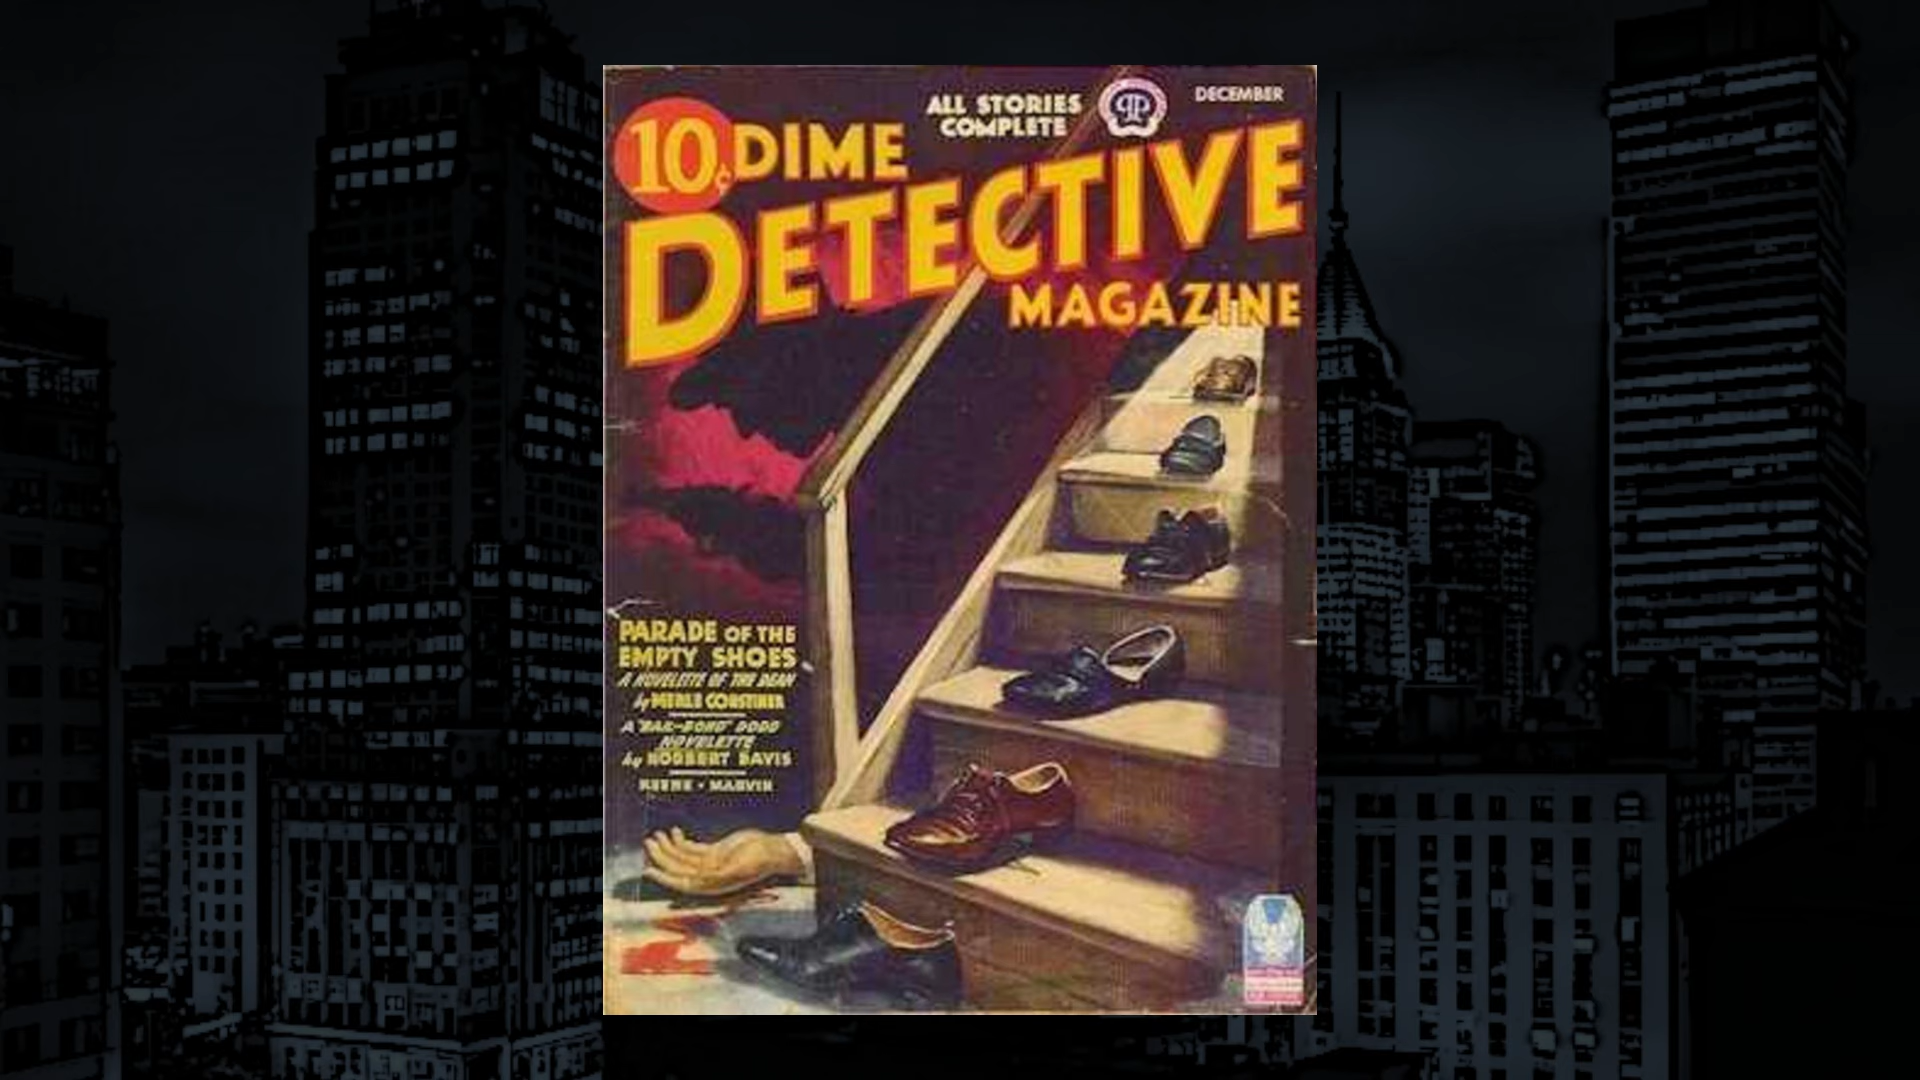 ALL STORIES
COMPLETE
DECEMBER
10¢ DIME
DETECTIVE
MAGAZINE
PARADE OF THE
EMPTY SHOES
A NOVELETTE OF THE DEAN
by MERLE CONSTINER
A "BAIL-BOND" DODD
NOVELETTE
by NORBERT DAVIS
KEENE • MARVIN